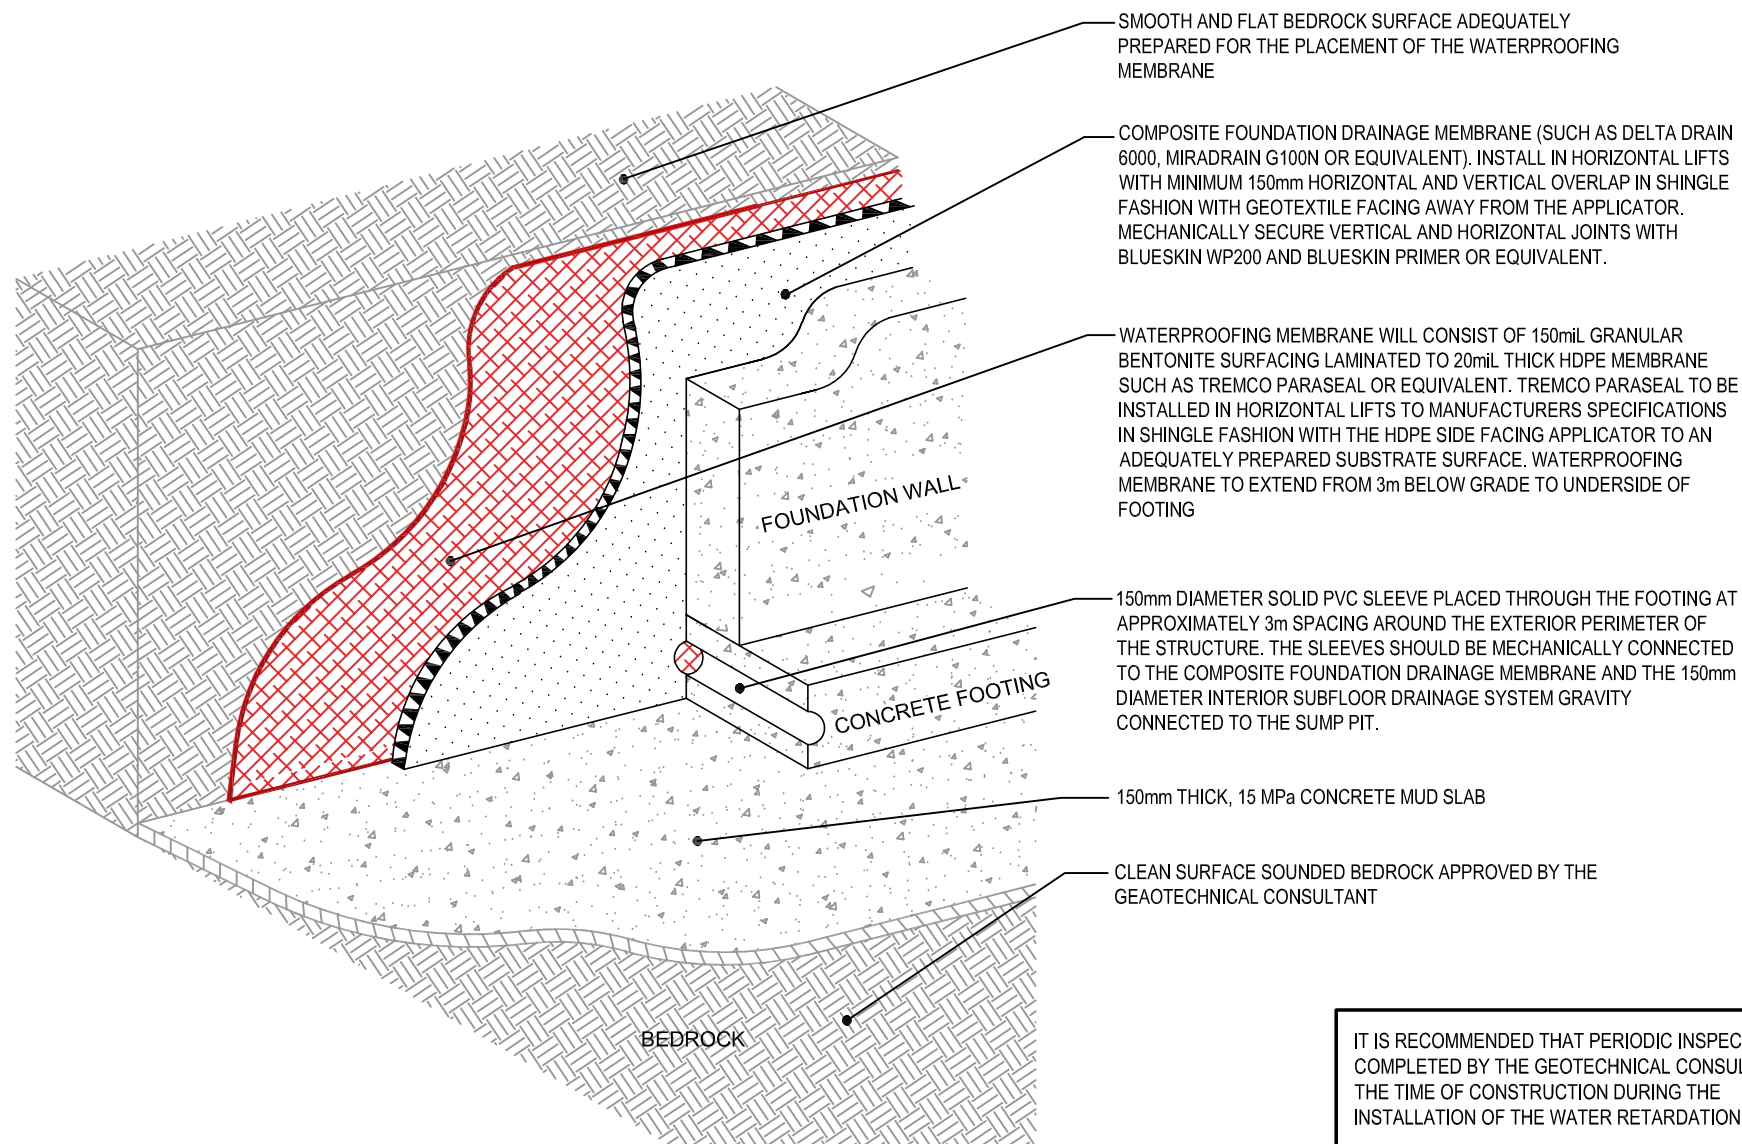 SMOOTH AND FLAT BEDROCK SURFACE ADEQUATELY
PREPARED FOR THE PLACEMENT OF THE WATERPROOFING
MEMBRANE
COMPOSITE FOUNDATION DRAINAGE MEMBRANE (SUCH AS DELTA DRAIN
6000, MIRADRAIN G100N OR EQUIVALENT). INSTALL IN HORIZONTAL LIFTS
WITH MINIMUM 150mm HORIZONTAL AND VERTICAL OVERLAP IN SHINGLE
FASHION WITH GEOTEXTILE FACING AWAY FROM THE APPLICATOR.
MECHANICALLY SECURE VERTICAL AND HORIZONTAL JOINTS WITH
BLUESKIN WP200 AND BLUESKIN PRIMER OR EQUIVALENT.
WATERPROOFING MEMBRANE WILL CONSIST OF 150miL GRANULAR
BENTONITE SURFACING LAMINATED TO 20miL THICK HDPE MEMBRANE
SUCH AS TREMCO PARASEAL OR EQUIVALENT. TREMCO PARASEAL TO BE
INSTALLED IN HORIZONTAL LIFTS TO MANUFACTURERS SPECIFICATIONS
IN SHINGLE FASHION WITH THE HDPE SIDE FACING APPLICATOR TO AN
ADEQUATELY PREPARED SUBSTRATE SURFACE. WATERPROOFING
MEMBRANE TO EXTEND FROM 3m BELOW GRADE TO UNDERSIDE OF
FOOTING
FOUNDATION WALL
150mm DIAMETER SOLID PVC SLEEVE PLACED THROUGH THE FOOTING AT
APPROXIMATELY 3m SPACING AROUND THE EXTERIOR PERIMETER OF
THE STRUCTURE. THE SLEEVES SHOULD BE MECHANICALLY CONNECTED
TO THE COMPOSITE FOUNDATION DRAINAGE MEMBRANE AND THE 150mm
DIAMETER INTERIOR SUBFLOOR DRAINAGE SYSTEM GRAVITY
CONNECTED TO THE SUMP PIT.
CONCRETE FOOTING
150mm THICK, 15 MPa CONCRETE MUD SLAB
CLEAN SURFACE SOUNDED BEDROCK APPROVED BY THE
GEAOTECHNICAL CONSULTANT
BEDROCK
IT IS RECOMMENDED THAT PERIODIC INSPEC
COMPLETED BY THE GEOTECHNICAL CONSUL
THE TIME OF CONSTRUCTION DURING THE
INSTALLATION OF THE WATER RETARDATION